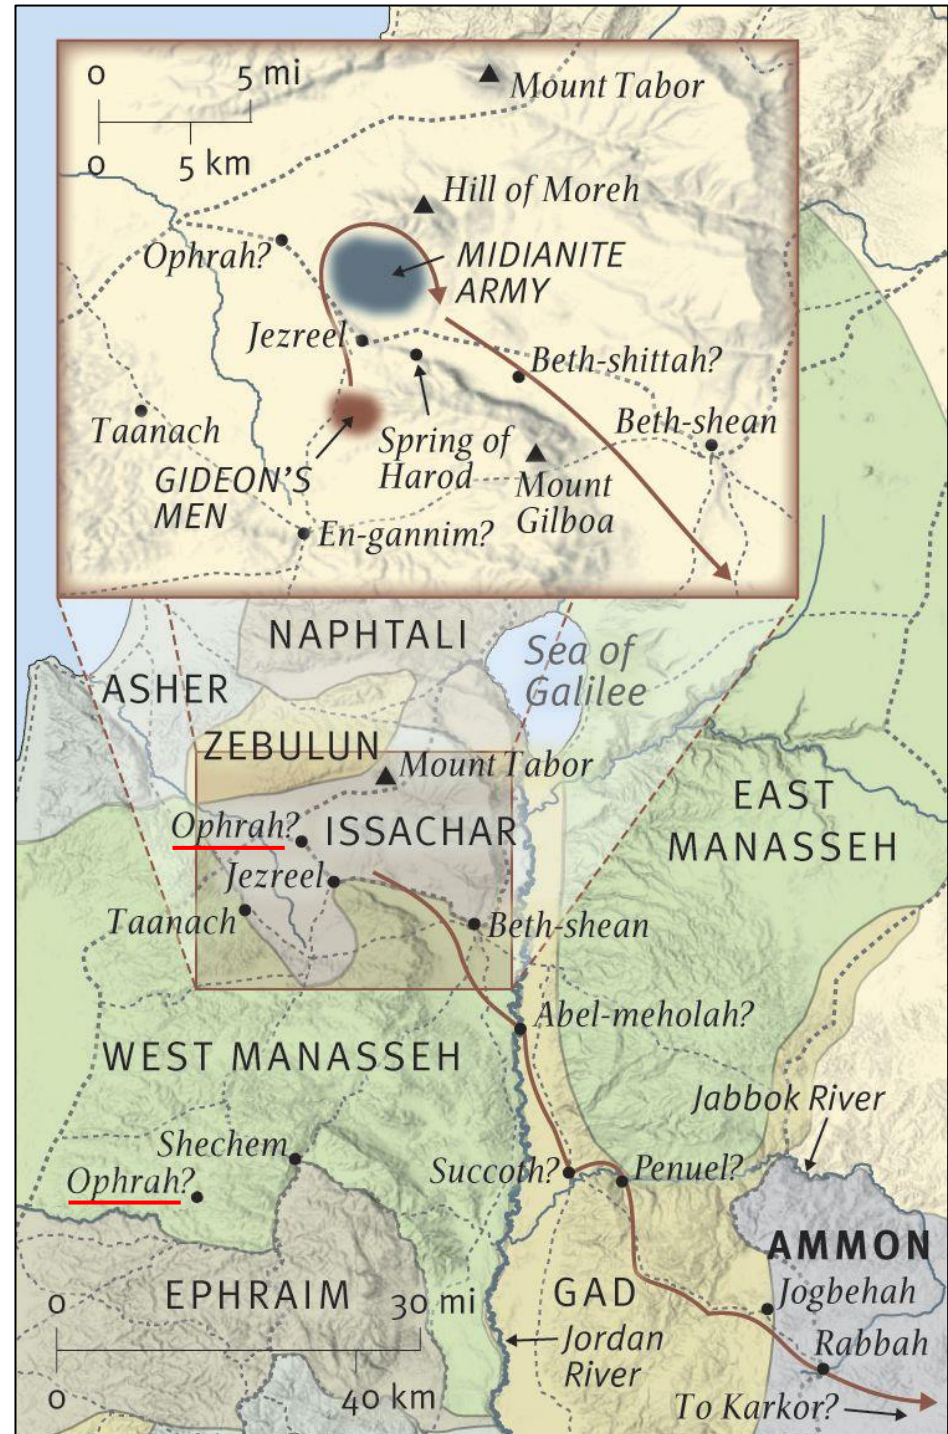 0 5 mi
0 5 km
Mount Tabor
Hill of Moreh
Ophrah?
MIDIANITE
ARMY
Jezreel
Beth-shittah?
Taanach
Spring of
Harod
Beth-shean
GIDEON'S
MEN
Mount
Gilboa
En-gannim?
NAPHTALI
Sea of
Galilee
ASHER
ZEBULUN
Mount Tabor
EAST
MANASSEH
Ophrah?
ISSACHAR
Jezreel
Taanach
Beth-shean
Abel-meholah?
WEST MANASSEH
Jabbok River
Shechem
Succoth?
Penuel?
Ophrah?
AMMON
EPHRAIM
GAD
Jogbehah
0 30 mi
Jordan
River
Rabbah
0 40 km
To Karkor?